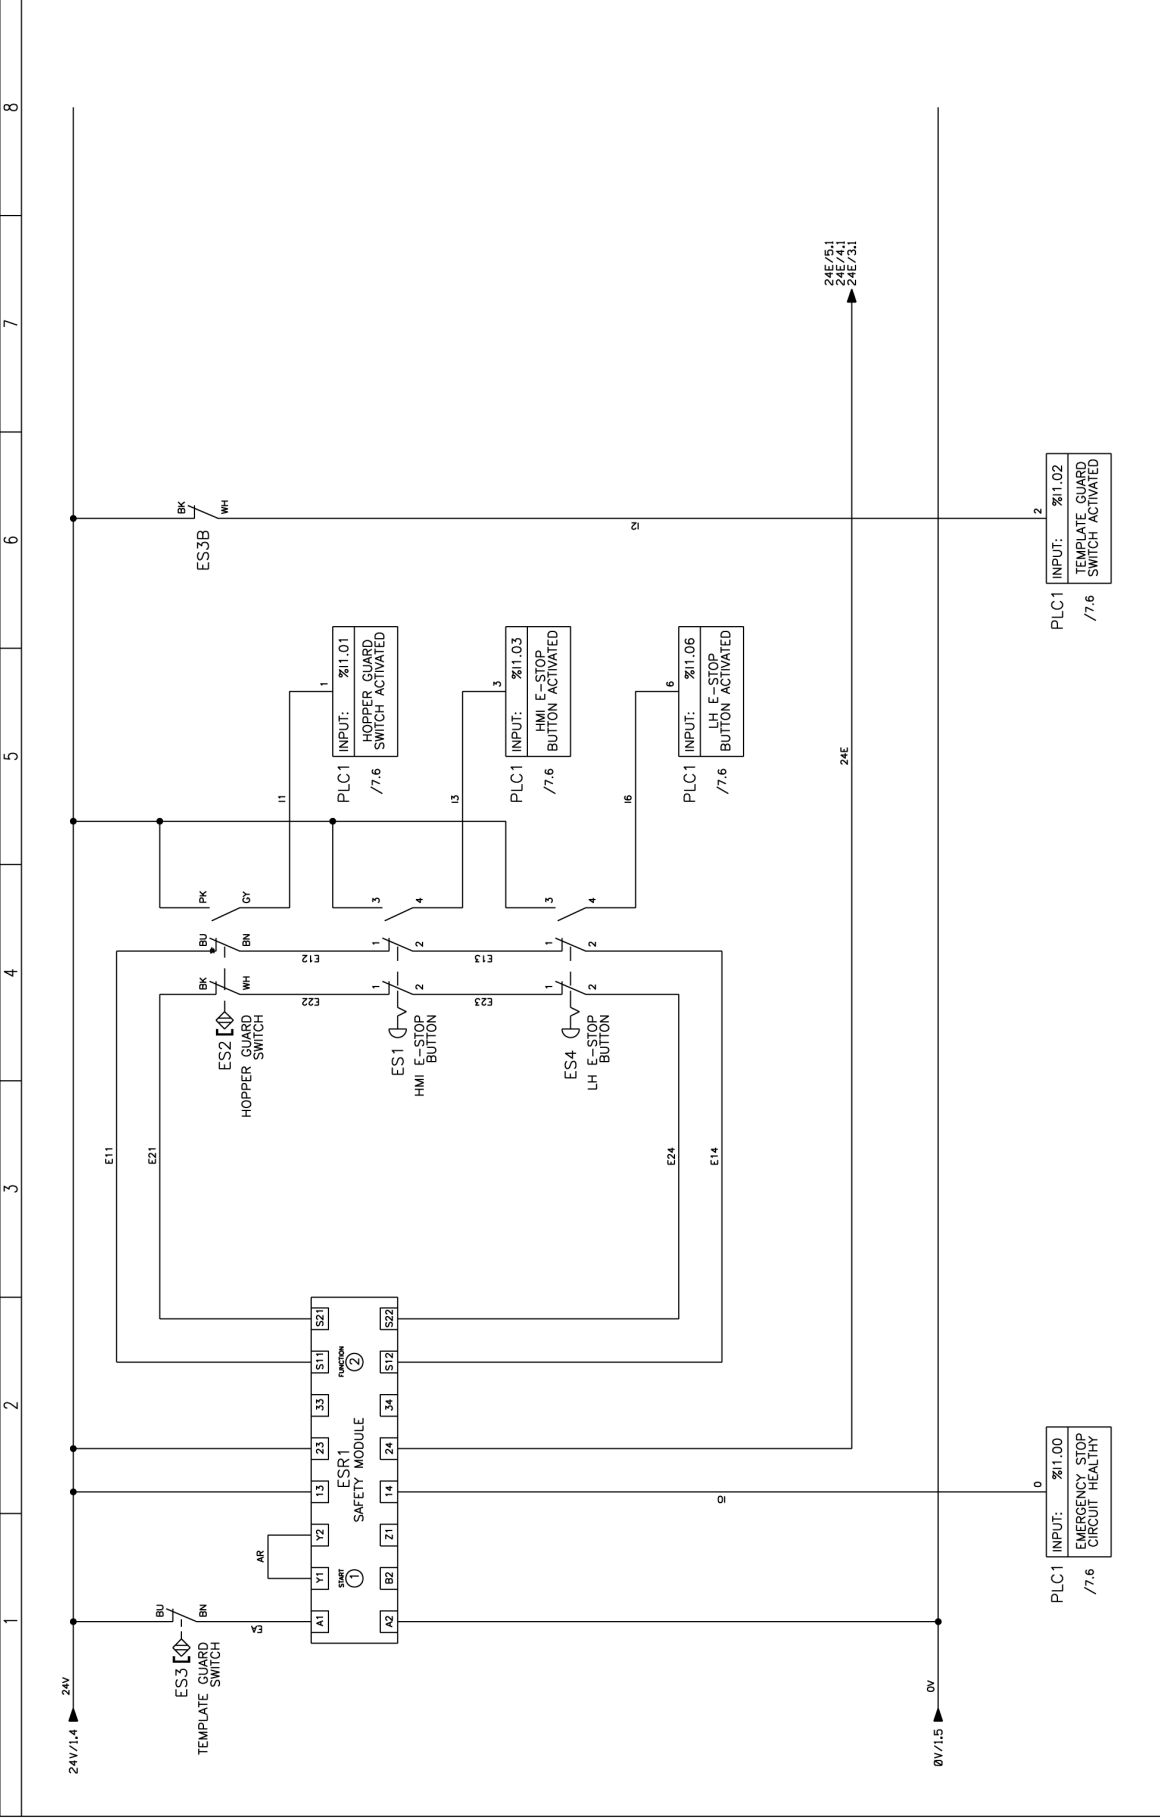 1
2
3
4
5
6
7
8
24V/1.4
24V
0V/1.5
0V
ES3
TEMPLATE GUARD
SWITCH
BU
BN
EA
AR
A1
Y1
Y2
13
23
33
S11
S21
START
1
FUNCTION
2
ESR1
SAFETY MODULE
A2
B2
Z1
14
24
34
S12
S22
I0
0
PLC1
INPUT: %I1.00
EMERGENCY STOP
CIRCUIT HEALTHY
/7.6
E11
E21
E24
E14
ES2
HOPPER GUARD
SWITCH
BK
WH
BU
BN
PK
GY
E22
E12
ES1
HMI E-STOP
BUTTON
1
2
1
2
3
4
E23
E13
ES4
LH E-STOP
BUTTON
1
2
1
2
3
4
I1
1
PLC1
INPUT: %I1.01
HOPPER GUARD
SWITCH ACTIVATED
/7.6
I3
3
PLC1
INPUT: %I1.03
HMI E-STOP
BUTTON ACTIVATED
/7.6
I6
6
PLC1
INPUT: %I1.06
LH E-STOP
BUTTON ACTIVATED
/7.6
24E
ES3B
BK
WH
I2
2
PLC1
INPUT: %I1.02
TEMPLATE GUARD
SWITCH ACTIVATED
/7.6
24E/5.1
24E/4.1
24E/3.1